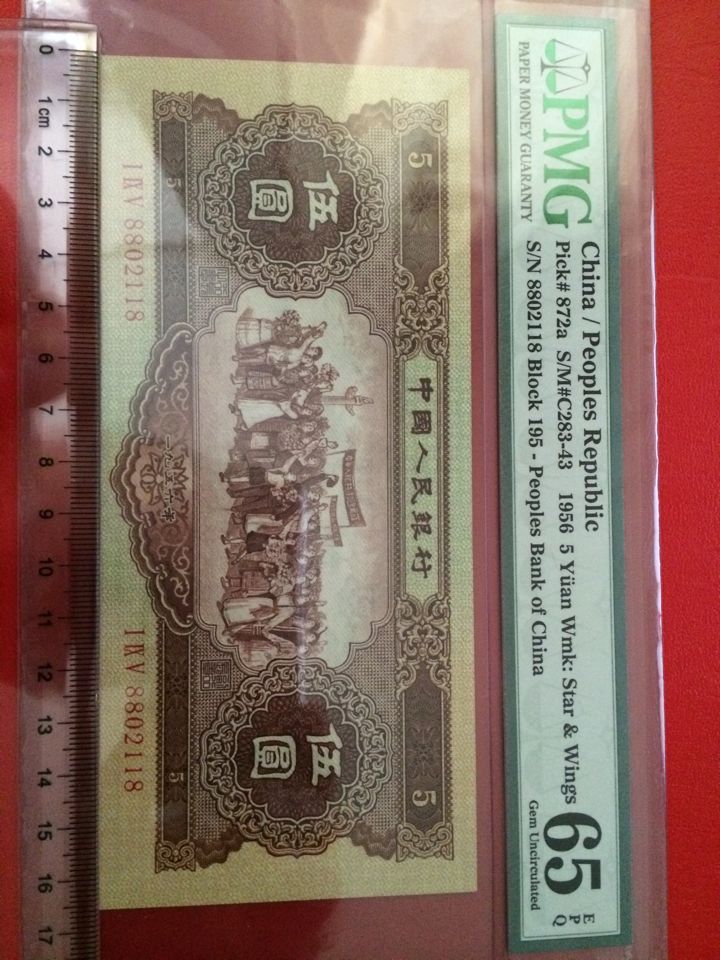 PMG
PAPER MONEY GUARANTY
China / Peoples Republic
Pick# 872a S/M#C283-43 1956 5 Yüan Wmk: Star & Wings
S/N 8802118 Block 195 - Peoples Bank of China
65 EPQ
Gem Uncirculated
中國人民銀行
5
5
伍圓
伍圓
一九五六年
5
5
I IX V 8802118
I IX V 8802118
0 1cm 2 3 4 5 6 7 8 9 10 11 12 13 14 15 16 17